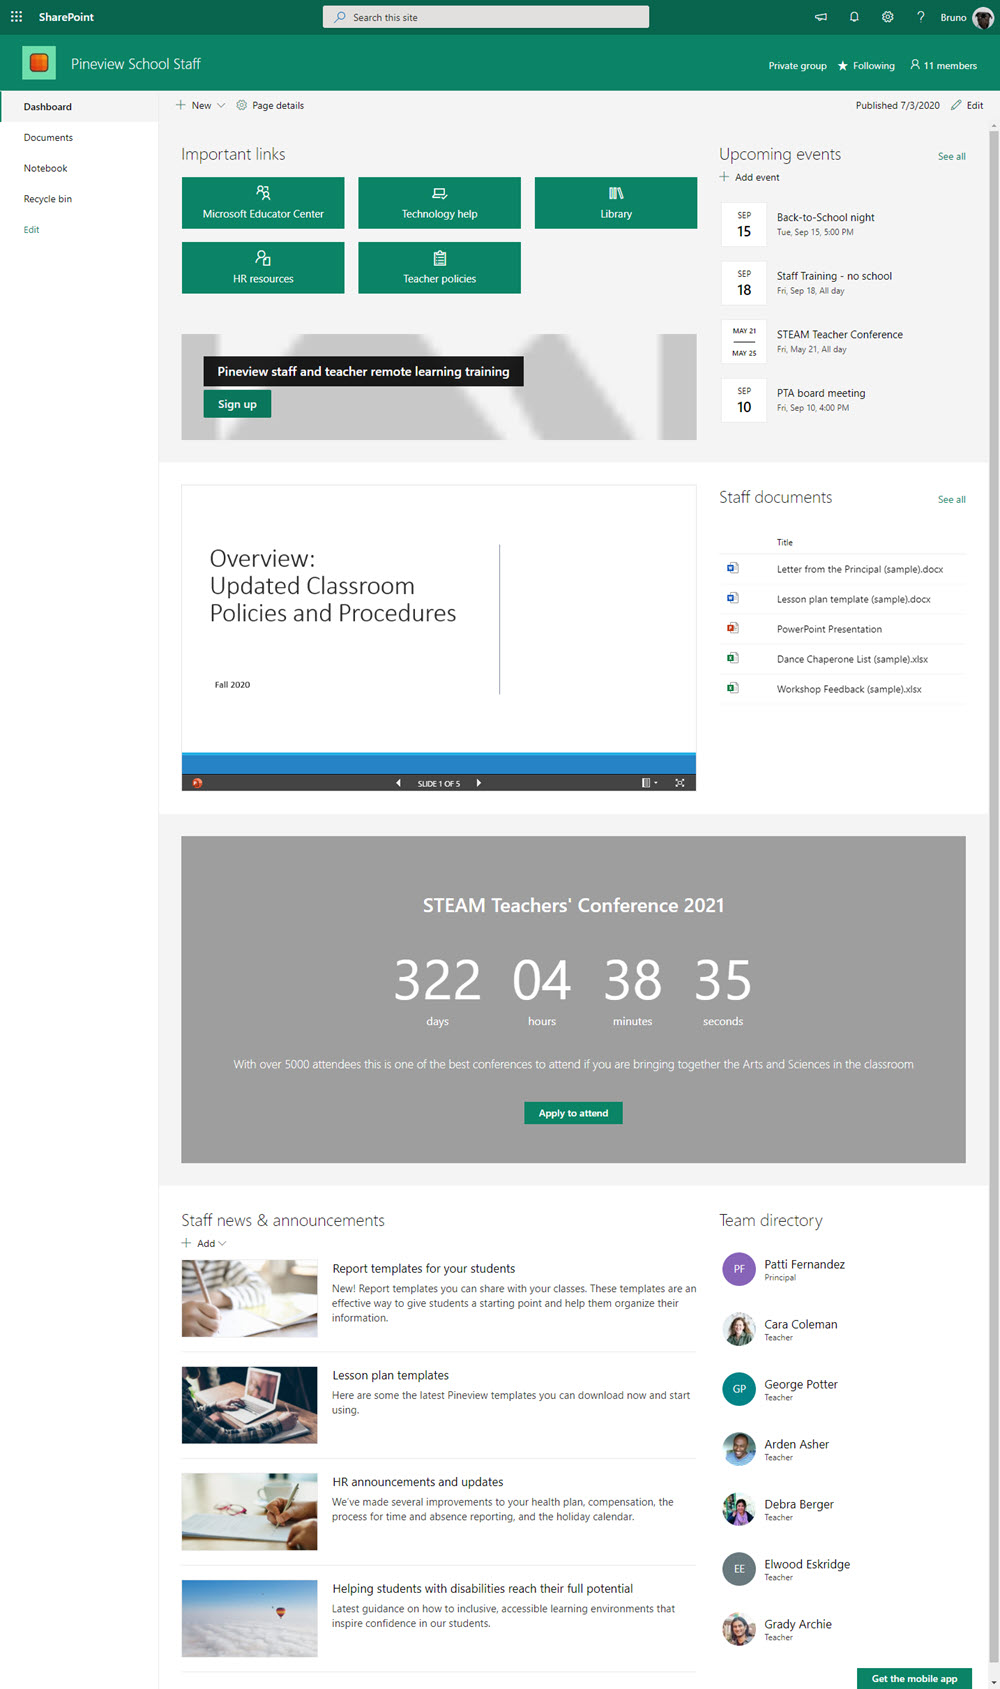 SharePoint
Search this site
Bruno
Pineview School Staff
Private group
Following
11 members
Dashboard
Documents
Notebook
Recycle bin
Edit
New
Page details
Published 7/3/2020
Edit
Important links
Microsoft Educator Center
Technology help
Library
HR resources
Teacher policies
Pineview staff and teacher remote learning training
Sign up
Upcoming events
See all
Add event
SEP
15
Back-to-School night
Tue, Sep 15, 5:00 PM
SEP
18
Staff Training - no school
Fri, Sep 18, All day
MAY 21
MAY 25
STEAM Teacher Conference
Fri, May 21, All day
SEP
10
PTA board meeting
Fri, Sep 10, 4:00 PM
Overview:
Updated Classroom
Policies and Procedures
Fall 2020
SLIDE 1 OF 5
Staff documents
See all
Title
Letter from the Principal (sample).docx
Lesson plan template (sample).docx
PowerPoint Presentation
Dance Chaperone List (sample).xlsx
Workshop Feedback (sample).xlsx
STEAM Teachers' Conference 2021
322 04 38 35
days hours minutes seconds
With over 5000 attendees this is one of the best conferences to attend if you are bringing together the Arts and Sciences in the classroom
Apply to attend
Staff news & announcements
Add
Report templates for your students
New! Report templates you can share with your classes. These templates are an
effective way to give students a starting point and help them organize their
information.
Lesson plan templates
Here are some the latest Pineview templates you can download now and start
using.
HR announcements and updates
We've made several improvements to your health plan, compensation, the
process for time and absence reporting, and the holiday calendar.
Helping students with disabilities reach their full potential
Latest guidance on how to inclusive, accessible learning environments that
inspire confidence in our students.
Team directory
PF
Patti Fernandez
Principal
Cara Coleman
Teacher
GP
George Potter
Teacher
Arden Asher
Teacher
Debra Berger
Teacher
EE
Elwood Eskridge
Teacher
Grady Archie
Teacher
Get the mobile app